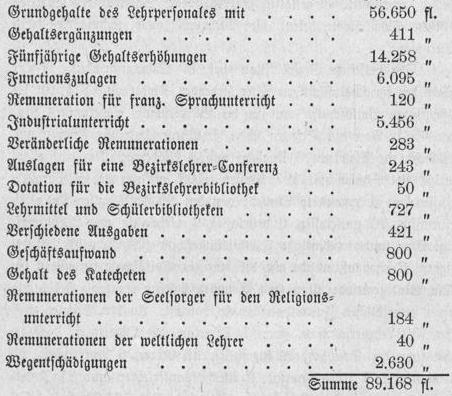 Grundgehalte des Lehrpersonales mit . . . . . . 56.650 fl.
Gehaltsergänzungen . . . . . . . . . 411 „
Fünfjährige Gehaltserhöhungen . . . . . . 14.258 „
Functionszulagen . . . . . . . . . 6.095 „
Remuneration für franz. Sprachunterricht . . . . 120 „
Industrialunterricht . . . . . . . . . 5.456 „
Veränderliche Remunerationen . . . . . . . 283 „
Auslagen für eine Bezirkslehrer-Conferenz . . . . 243 „
Dotation für die Bezirkslehrerbibliothek . . . . 50 „
Lehrmittel und Schülerbibliotheken . . . . . . 727 „
Verschiedene Ausgaben . . . . . . . . 421 „
Geschäftsaufwand . . . . . . . . . 800 „
Gehalt des Katecheten . . . . . . . . 800 „
Remunerationen der Seelsorger für den Religions-
unterricht . . . . . . . . . . 184 „
Remunerationen der weltlichen Lehrer . . . . . 40 „
Wegentschädigungen . . . . . . . . . 2.630 „
Summe 89.168 fl.